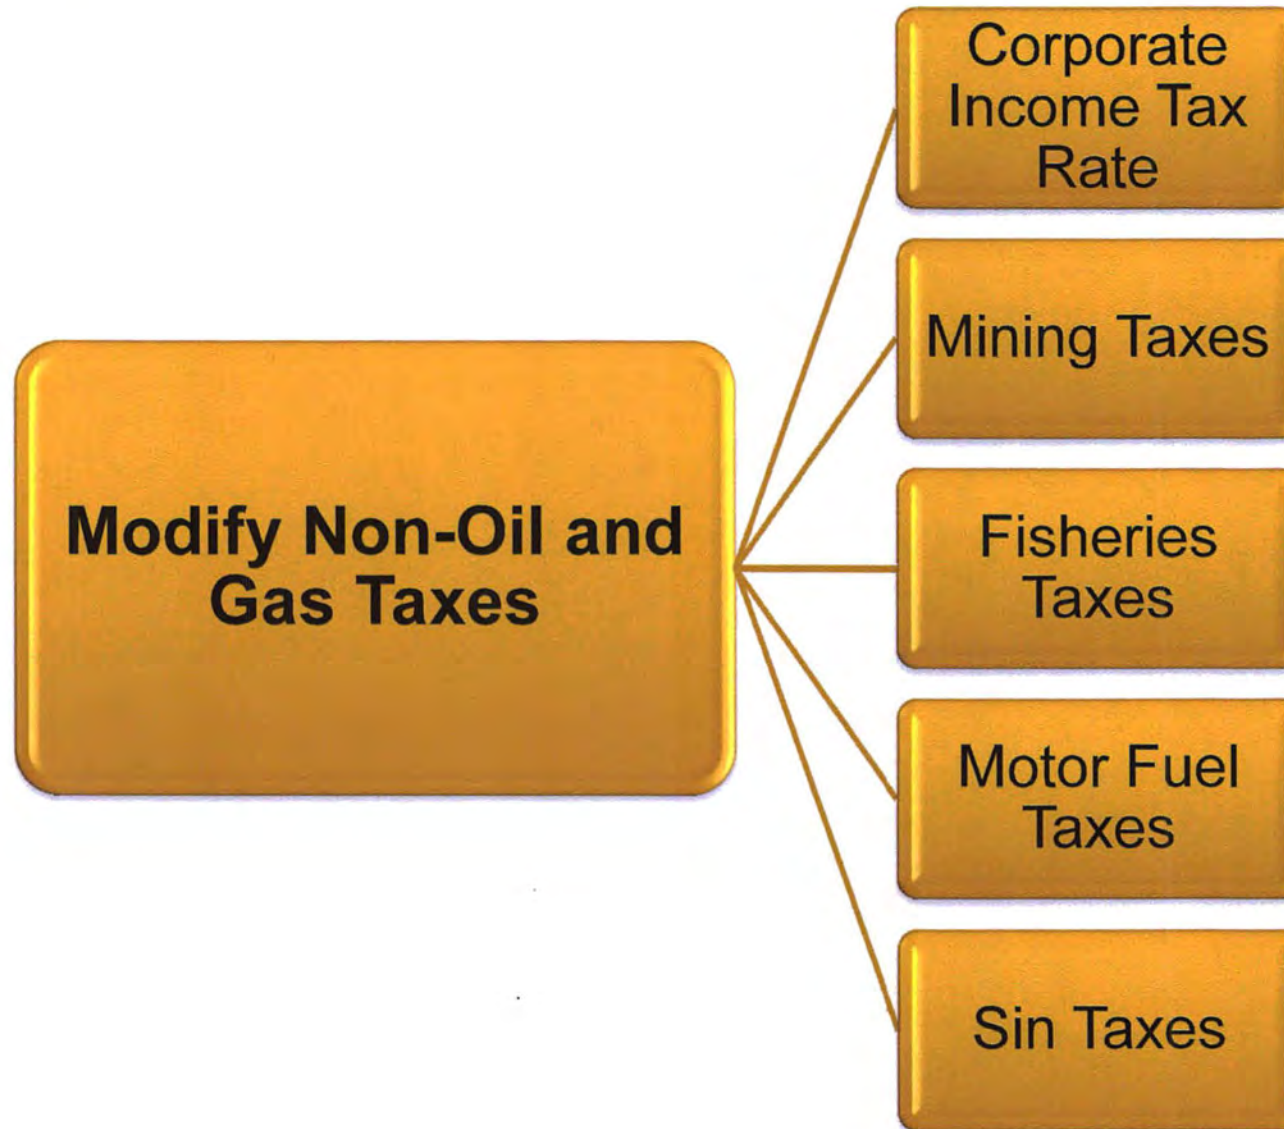 Modify Non-Oil and
Gas Taxes
Corporate
Income Tax
Rate
Mining Taxes
Fisheries
Taxes
Motor Fuel
Taxes
Sin Taxes